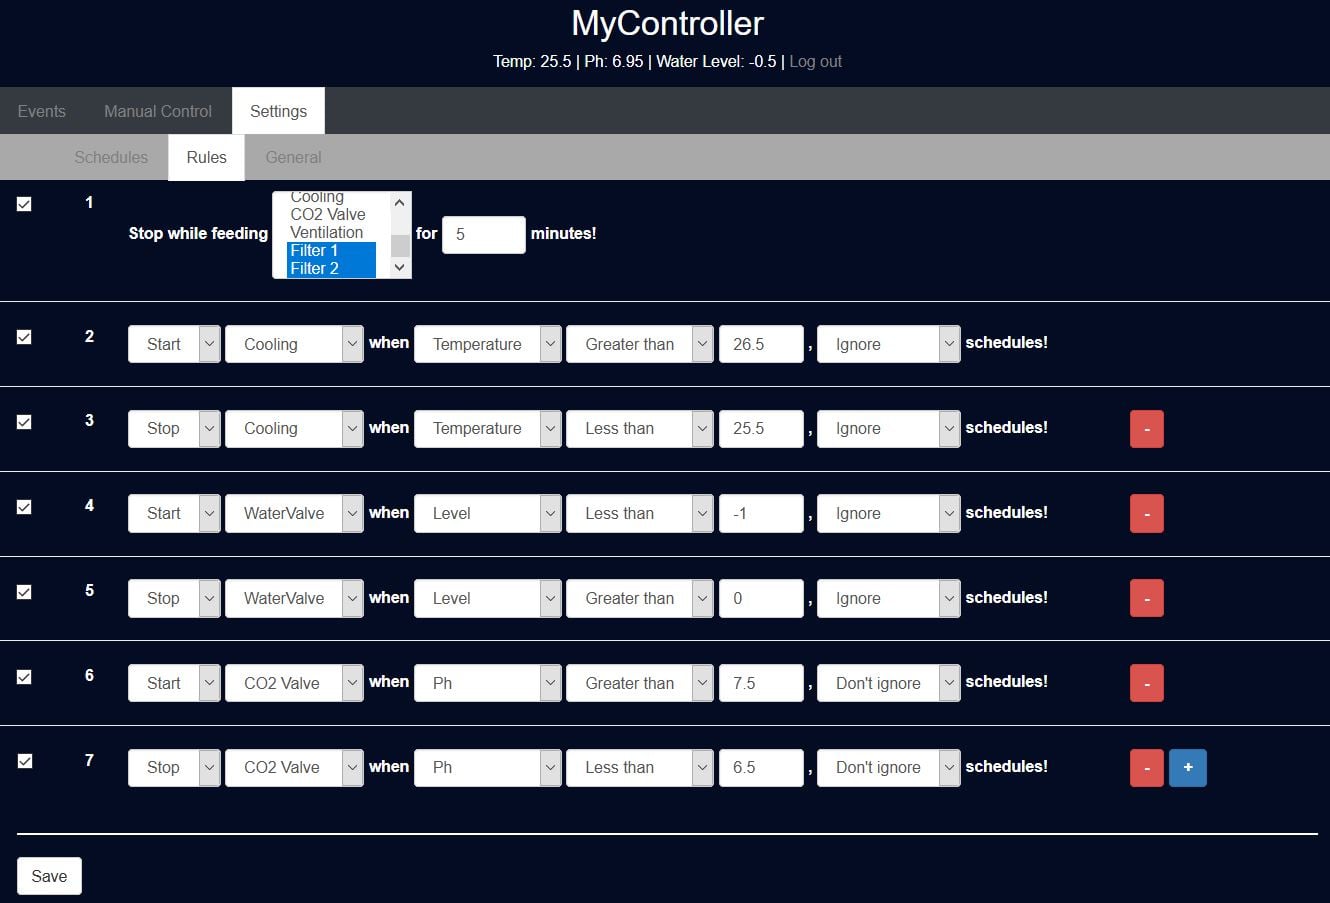 MyController
Temp: 25.5 | Ph: 6.95 | Water Level: -0.5 | Log out
Events Manual Control Settings
Schedules Rules General
1
Cooling
CO2 Valve
Ventilation
Filter 1
Filter 2
Stop while feeding for 5 minutes!
2 Start Cooling when Temperature Greater than 26.5 , Ignore schedules!
3 Stop Cooling when Temperature Less than 25.5 , Ignore schedules! -
4 Start WaterValve when Level Less than -1 , Ignore schedules! -
5 Stop WaterValve when Level Greater than 0 , Ignore schedules! -
6 Start CO2 Valve when Ph Greater than 7.5 , Don't ignore schedules! -
7 Stop CO2 Valve when Ph Less than 6.5 , Don't ignore schedules! - +
Save